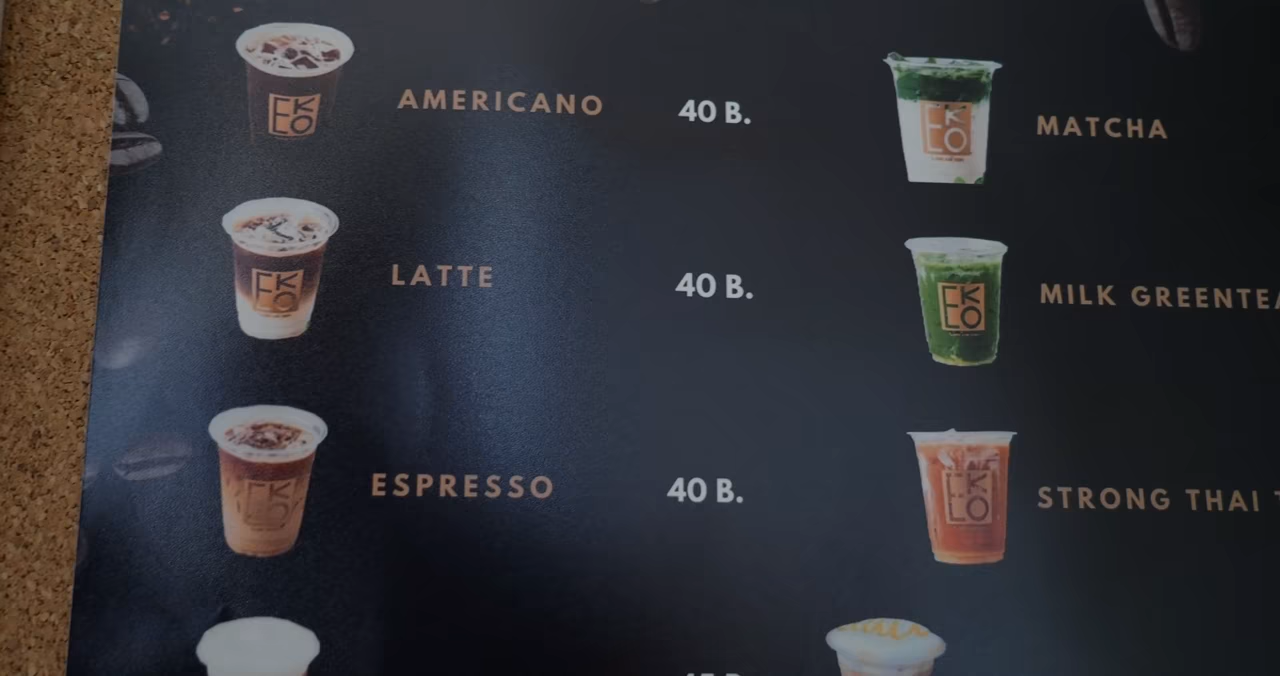 AMERICANO 40 B.
MATCHA
LATTE 40 B.
MILK GREENTEA
ESPRESSO 40 B.
STRONG THAI